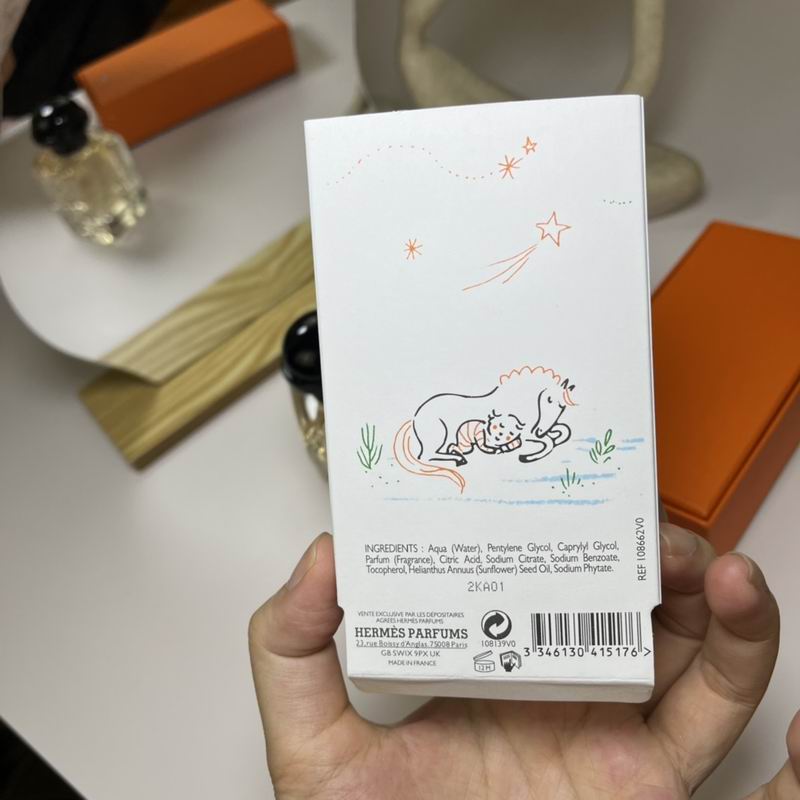 INGREDIENTS : Aqua (Water), Pentylene Glycol, Caprylyl Glycol,
Parfum (Fragrance), Citric Acid, Sodium Citrate, Sodium Benzoate,
Tocopherol, Helianthus Annuus (Sunflower) Seed Oil, Sodium Phytate.
2KA01
REF 108662V0
VENTE EXCLUSIVE PAR LES DÉPOSITAIRES
AGRÉÉS HERMÈS PARFUMS
HERMÈS PARFUMS
23, rue Boissy d'Anglas, 75008 Paris
GB SW1X 9PX UK
MADE IN FRANCE
108139V0
12 M
3 346130 415176 >